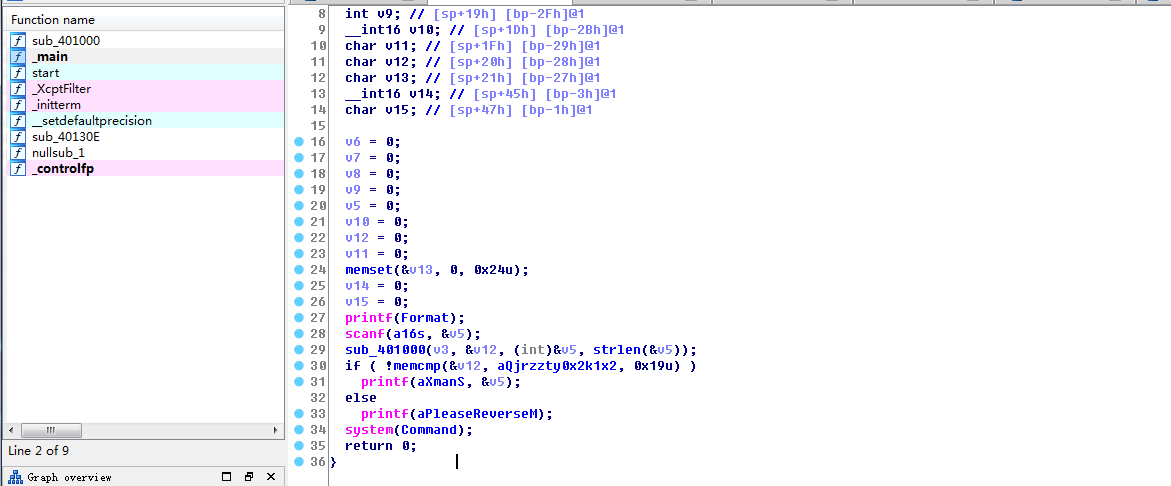 Function name
sub_401000
_main
start
_XcptFilter
_initterm
__setdefaultprecision
sub_40130E
nullsub_1
_controlfp
Line 2 of 9
Graph overview
8 int v9; // [sp+19h] [bp-2Fh]@1
9 __int16 v10; // [sp+1Dh] [bp-2Bh]@1
10 char v11; // [sp+1Fh] [bp-29h]@1
11 char v12; // [sp+20h] [bp-28h]@1
12 char v13; // [sp+21h] [bp-27h]@1
13 __int16 v14; // [sp+45h] [bp-3h]@1
14 char v15; // [sp+47h] [bp-1h]@1
15
16 v6 = 0;
17 v7 = 0;
18 v8 = 0;
19 v9 = 0;
20 v5 = 0;
21 v10 = 0;
22 v12 = 0;
23 v11 = 0;
24 memset(&v13, 0, 0x24u);
25 v14 = 0;
26 v15 = 0;
27 printf(Format);
28 scanf(a16s, &v5);
29 sub_401000(v3, &v12, (int)&v5, strlen(&v5));
30 if ( !memcmp(&v12, aQjrzzty0x2k1x2, 0x19u) )
31 printf(aXmanS, &v5);
32 else
33 printf(aPleaseReverseM);
34 system(Command);
35 return 0;
36 }